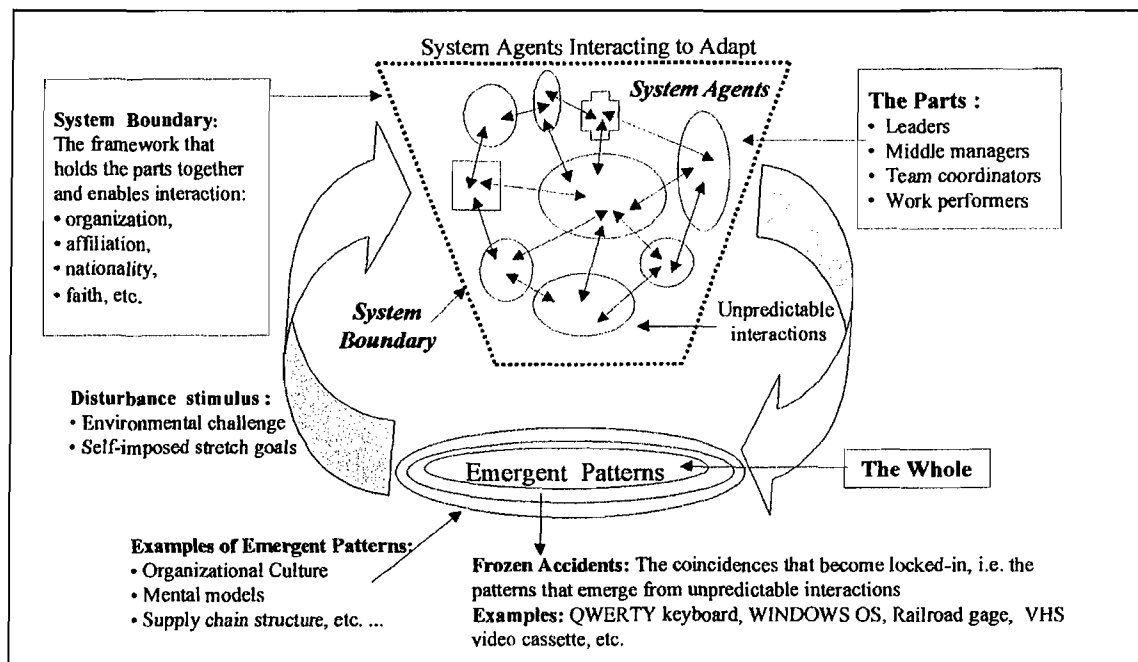 System Agents Interacting to Adapt
System Boundary:
The framework that
holds the parts together
and enables interaction:
• organization,
• affiliation,
• nationality,
• faith, etc.
System Agents
The Parts :
• Leaders
• Middle managers
• Team coordinators
• Work performers
System
Boundary
Unpredictable
interactions
Disturbance stimulus :
• Environmental challenge
• Self-imposed stretch goals
Emergent Patterns
The Whole
Examples of Emergent Patterns:
• Organizational Culture
• Mental models
• Supply chain structure, etc. ...
Frozen Accidents: The coincidences that become locked-in, i.e. the
patterns that emerge from unpredictable interactions
Examples: QWERTY keyboard, WINDOWS OS, Railroad gage, VHS
video cassette, etc.